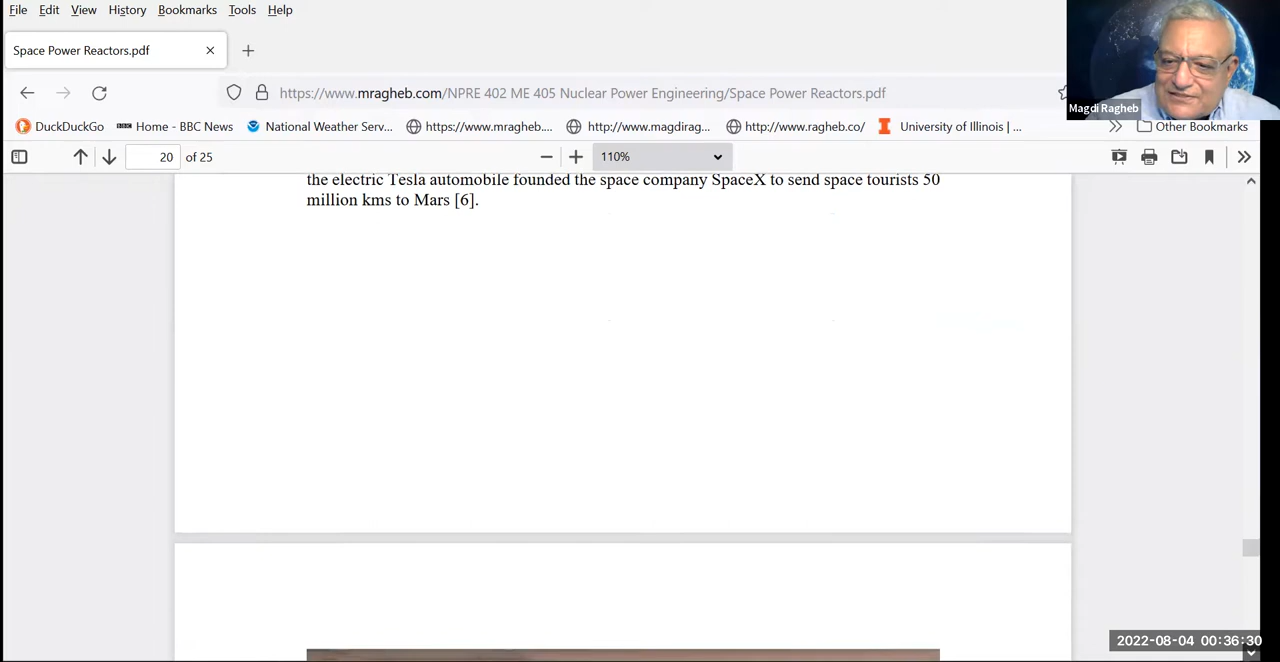 File Edit View History Bookmarks Tools Help
Space Power Reactors.pdf
https://www.mragheb.com/NPRE 402 ME 405 Nuclear Power Engineering/Space Power Reactors.pdf
Magdi Ragheb
DuckDuckGo BBC Home - BBC News National Weather Serv... https://www.mragheb.... http://www.magdirag... http://www.ragheb.co/ University of Illinois | ... Other Bookmarks
20 of 25 110%
the electric Tesla automobile founded the space company SpaceX to send space tourists 50
million kms to Mars [6].
2022-08-04 00:36:30